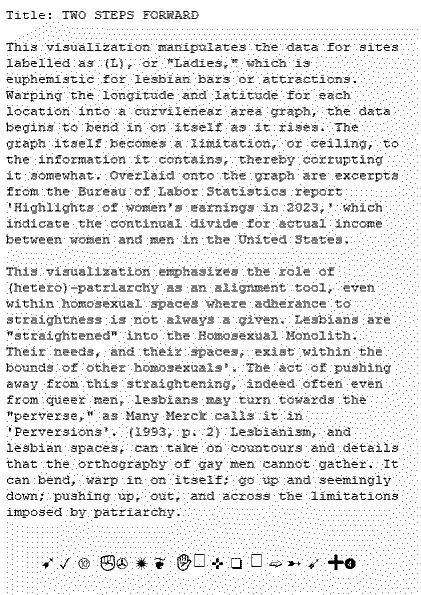 Title: TWO STEPS FORWARD
This visualization manipulates the data for sites
labelled as (L), or "Ladies," which is
euphemistic for lesbian bars or attractions.
Warping the longitude and latitude for each
location into a curvilenear area graph, the data
begins to bend in on itself as it rises. The
graph itself becomes a limitation, or ceiling, to
the information it contains, thereby corrupting
it somewhat. Overlaid onto the graph are excerpts
from the Bureau of Labor Statistics report
'Highlights of women's earnings in 2023,' which
indicate the continual divide for actual income
between women and men in the United States.
This visualization emphasizes the role of
(hetero)-patriarchy as an alignment tool, even
within homosexual spaces where adherance to
straightness is not always a given. Lesbians are
"straightened" into the Homosexual Monolith.
Their needs, and their spaces, exist within the
bounds of other homosexuals'. The act of pushing
away from this straightening, indeed often even
from queer men, lesbians may turn towards the
"perverse," as Many Merck calls it in
'Perversions'. (1993, p. 2) Lesbianism, and
lesbian spaces, can take on countours and details
that the orthography of gay men cannot gather. It
can bend, warp in on itself; go up and seemingly
down; pushing up, out, and across the limitations
imposed by patriarchy.